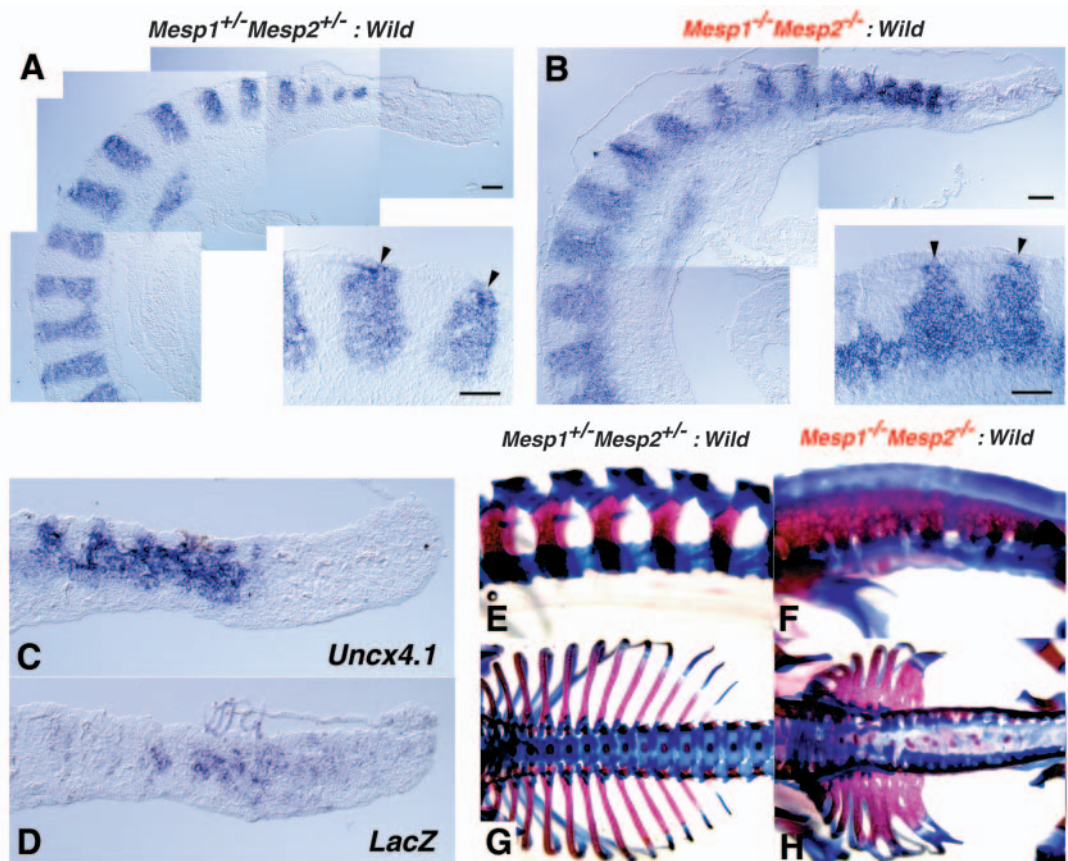 Mesp1+/-Mesp2+/- : Wild
Mesp1-/-Mesp2-/- : Wild
A
B
Mesp1+/-Mesp2+/- : Wild
Mesp1-/-Mesp2-/- : Wild
C
Uncx4.1
D
LacZ
E
F
G
H